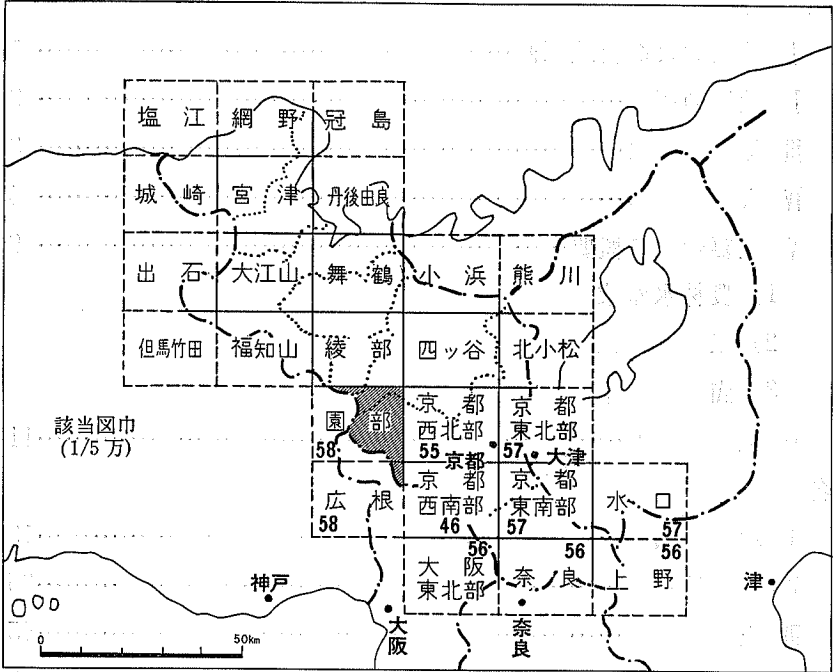 塩江 網野 冠島
城崎 宮津 丹後由良
出石 大江山 舞鶴 小浜 熊川
但馬竹田 福知山 綾部 四ッ谷 北小松
園部 58
京都西北部 55
京都東北部 57
京都
大津
広根 58
京都西南部 46
京都東南部 57
水口 57
大阪東北部 56
奈良 56
上野 56
該当図巾
(1/5 万)
神戸
大阪
奈良
津
0 50km